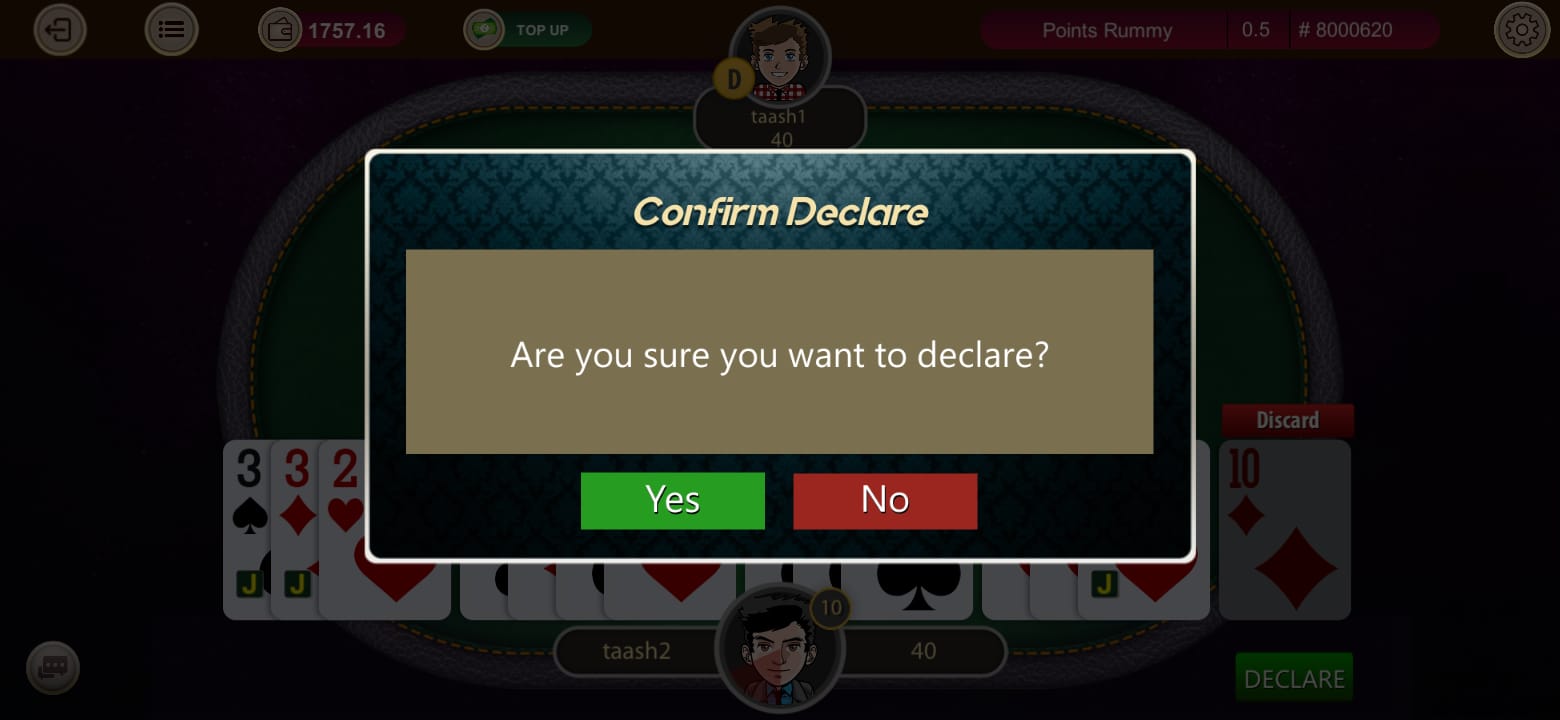 1757.16
TOP UP
Points Rummy
0.5
# 8000620
D
taash1
40
Confirm Declare
Are you sure you want to declare?
Yes
No
Discard
3
3
2
10
J
J
J
10
taash2
40
DECLARE